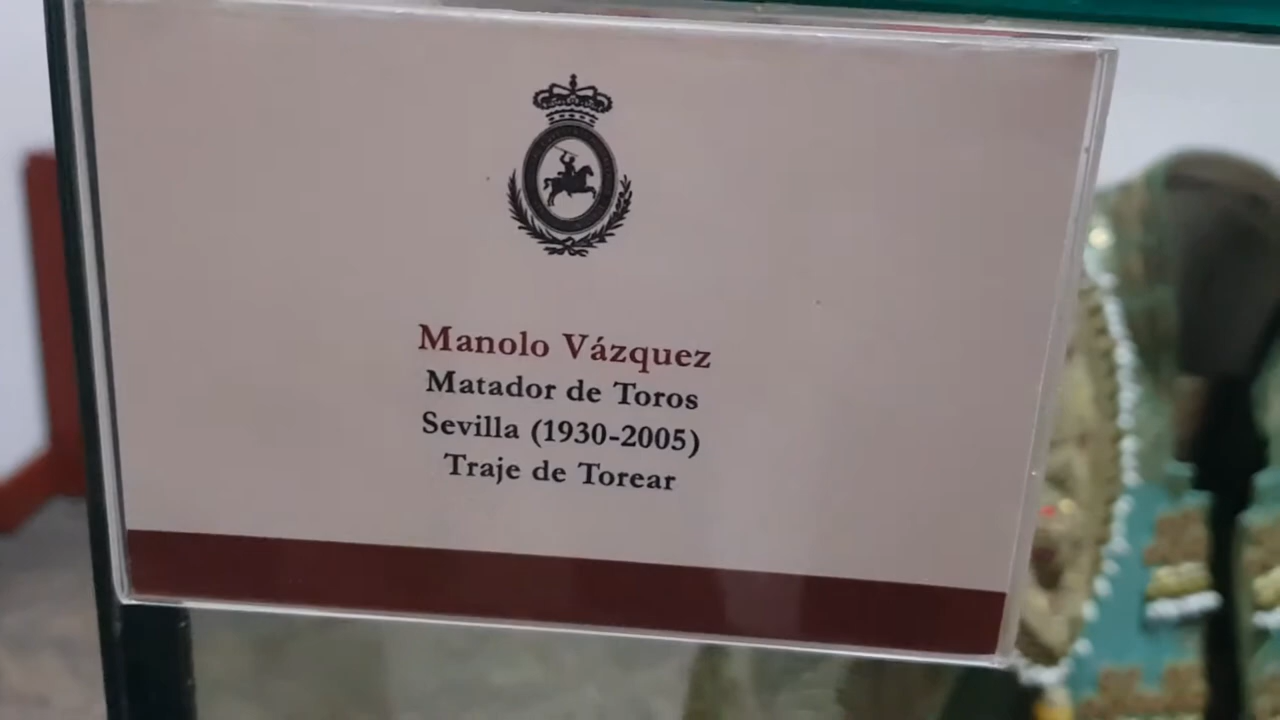 Manolo Vázquez
Matador de Toros
Sevilla (1930-2005)
Traje de Torear